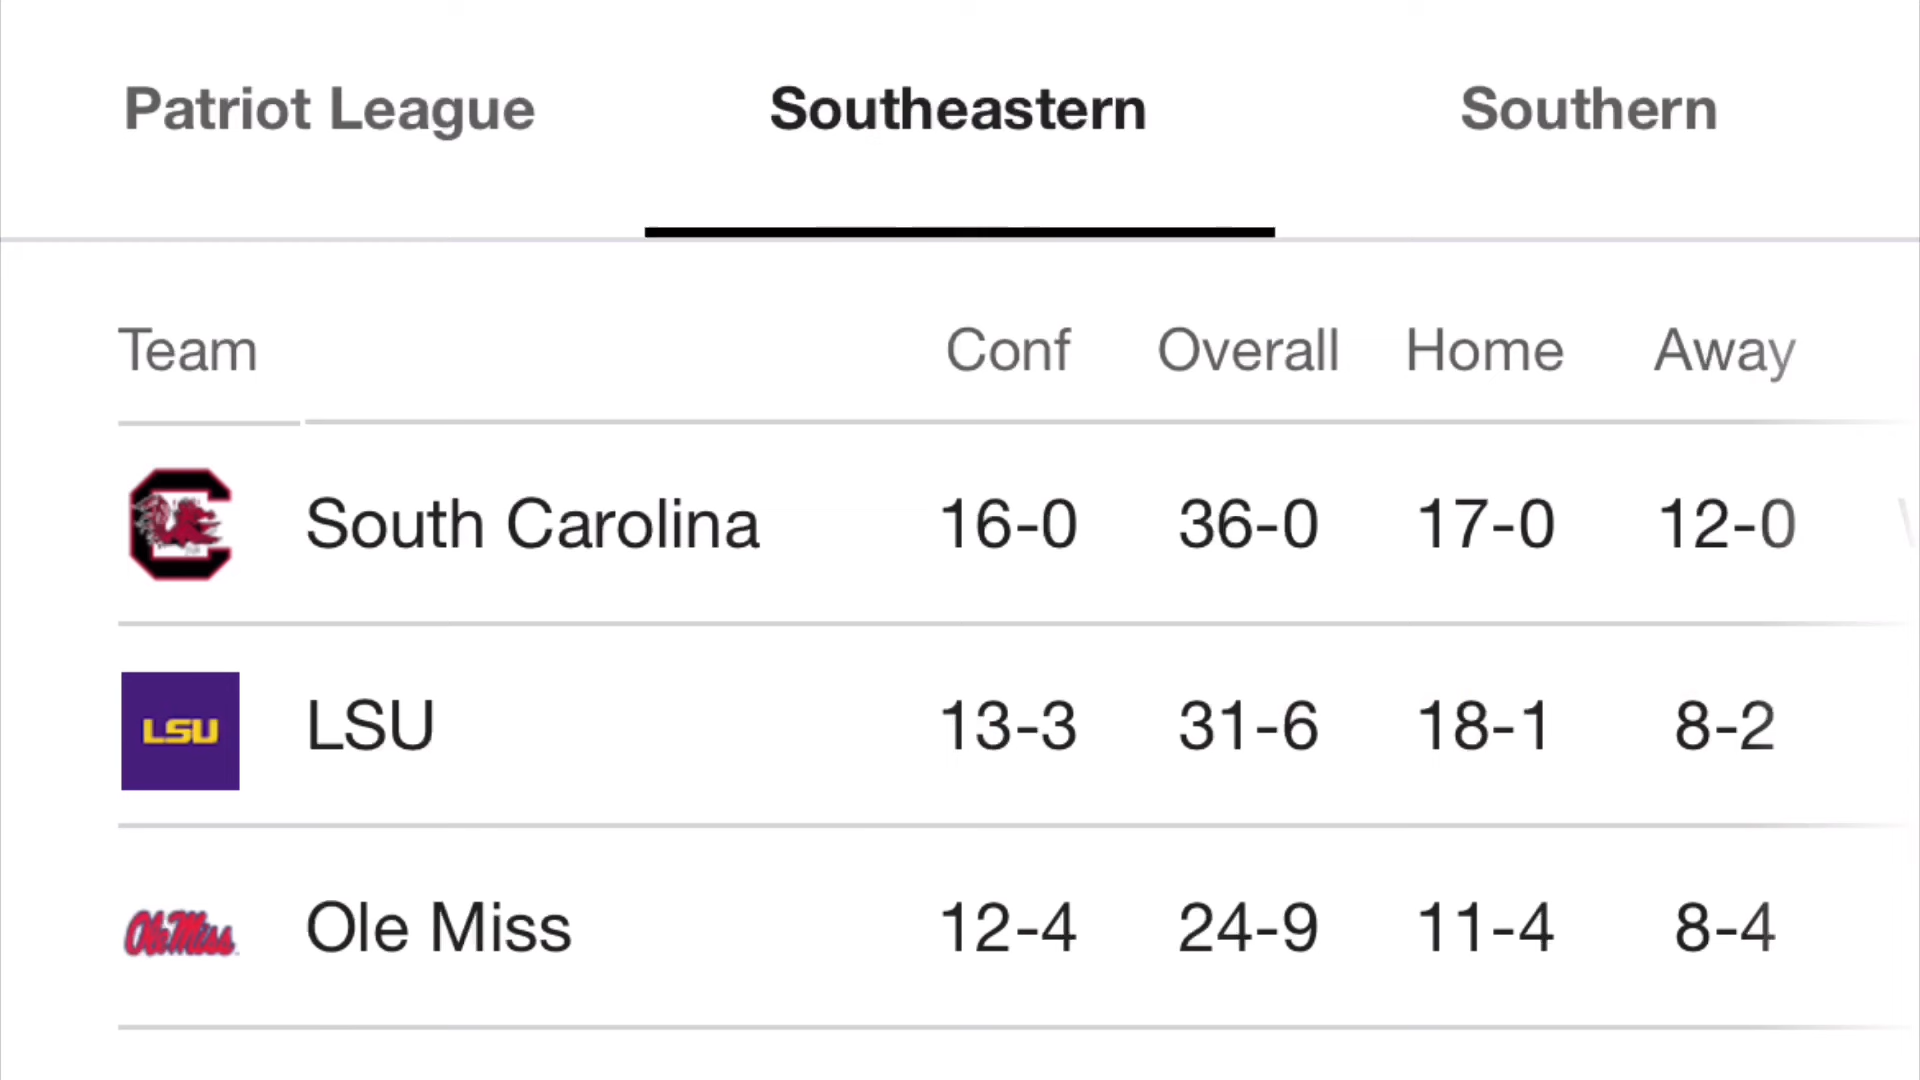 Patriot League Southeastern Southern
Team Conf Overall Home Away
South Carolina 16-0 36-0 17-0 12-0
LSU LSU 13-3 31-6 18-1 8-2
Ole Miss Ole Miss 12-4 24-9 11-4 8-4